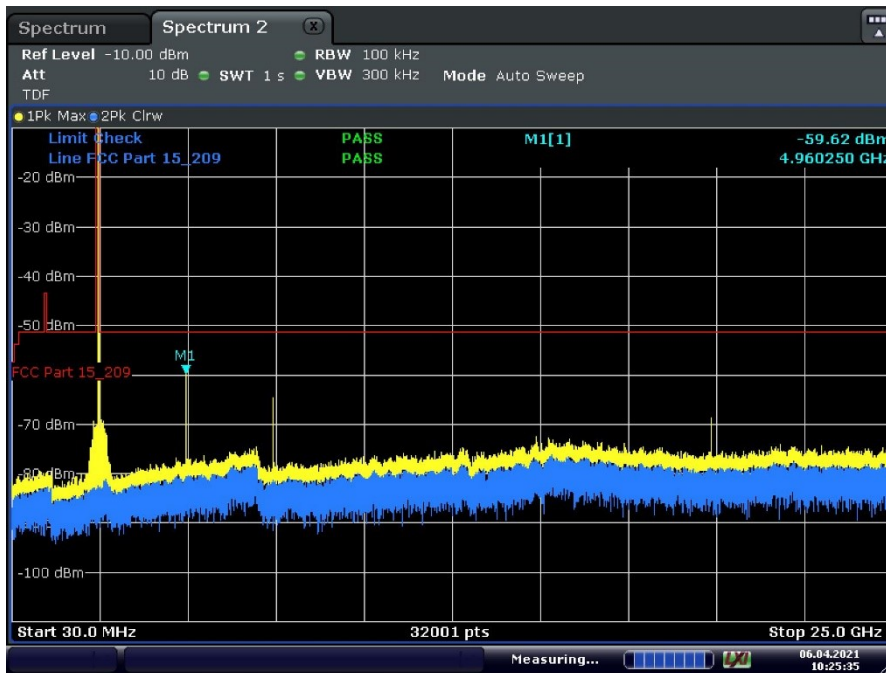 Spectrum Spectrum 2 X
Ref Level -10.00 dBm RBW 100 kHz
Att 10 dB SWT 1 s VBW 300 kHz Mode Auto Sweep
TDF
1Pk Max 2Pk Clrw
Limit Check PASS M1[1] -59.62 dBm
Line FCC Part 15_209 PASS 4.960250 GHz
-20 dBm
-30 dBm
-40 dBm
-50 dBm
M1
FCC Part 15_209
-70 dBm
-80 dBm
-100 dBm
Start 30.0 MHz 32001 pts Stop 25.0 GHz
Measuring... LXI 06.04.2021
10:25:35